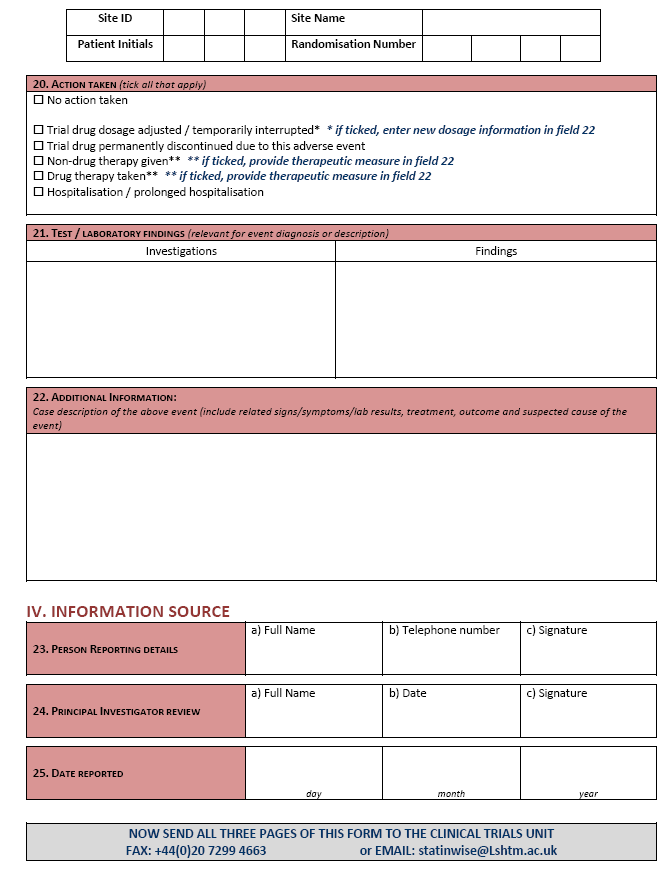 Site ID Site Name
Patient Initials Randomisation Number
20. ACTION TAKEN (tick all that apply)
☐ No action taken
☐ Trial drug dosage adjusted / temporarily interrupted* * if ticked, enter new dosage information in field 22
☐ Trial drug permanently discontinued due to this adverse event
☐ Non-drug therapy given** ** if ticked, provide therapeutic measure in field 22
☐ Drug therapy taken** ** if ticked, provide therapeutic measure in field 22
☐ Hospitalisation / prolonged hospitalisation
21. TEST / LABORATORY FINDINGS (relevant for event diagnosis or description)
Investigations Findings
22. ADDITIONAL INFORMATION:
Case description of the above event (include related signs/symptoms/lab results, treatment, outcome and suspected cause of the
event)
IV. INFORMATION SOURCE
23. PERSON REPORTING DETAILS a) Full Name b) Telephone number c) Signature
24. PRINCIPAL INVESTIGATOR REVIEW a) Full Name b) Date c) Signature
25. DATE REPORTED
day month year
NOW SEND ALL THREE PAGES OF THIS FORM TO THE CLINICAL TRIALS UNIT
FAX: +44(0)20 7299 4663 or EMAIL: statinwise@Lshtm.ac.uk